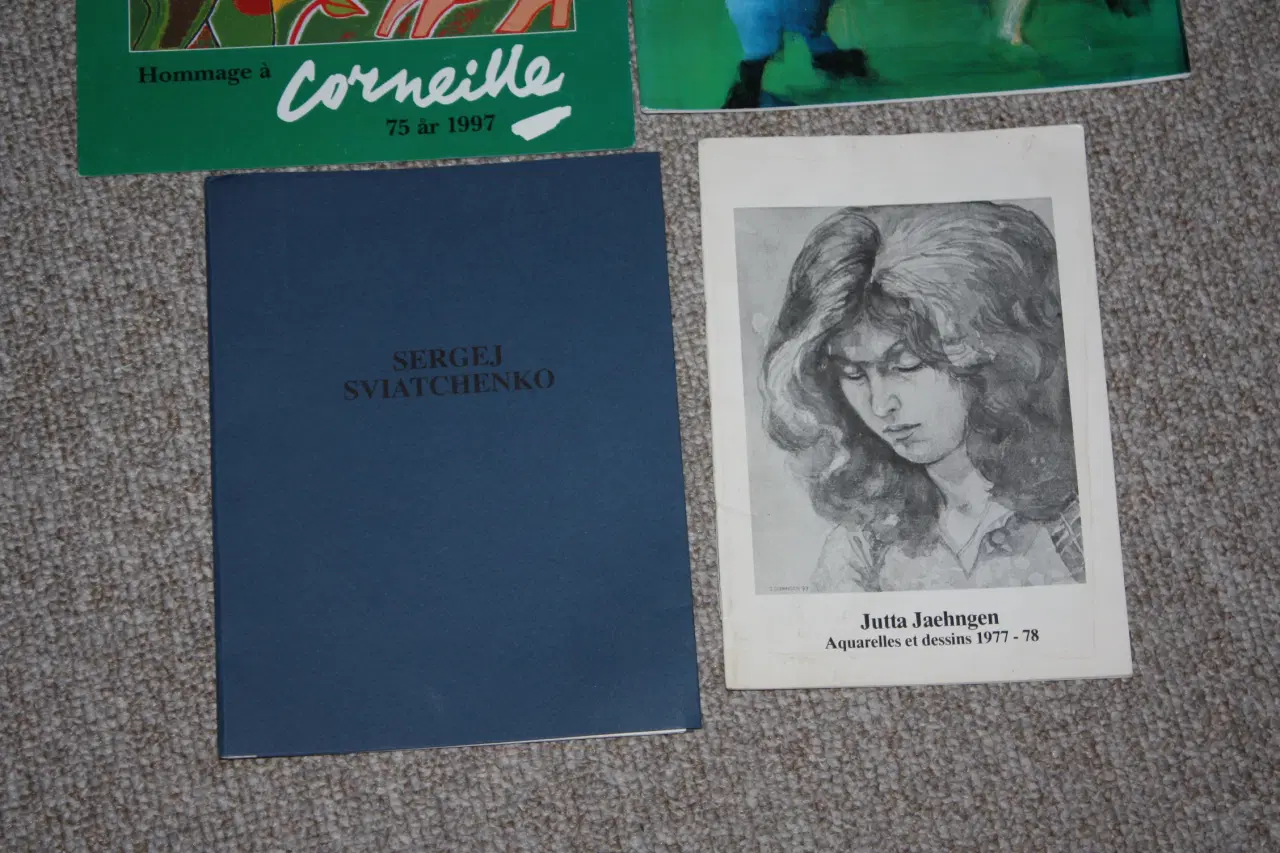 Hommage à
Corneille
75 år 1997
SERGEJ
SVIATCHENKO
Jutta Jaehngen
Aquarelles et dessins 1977 - 78